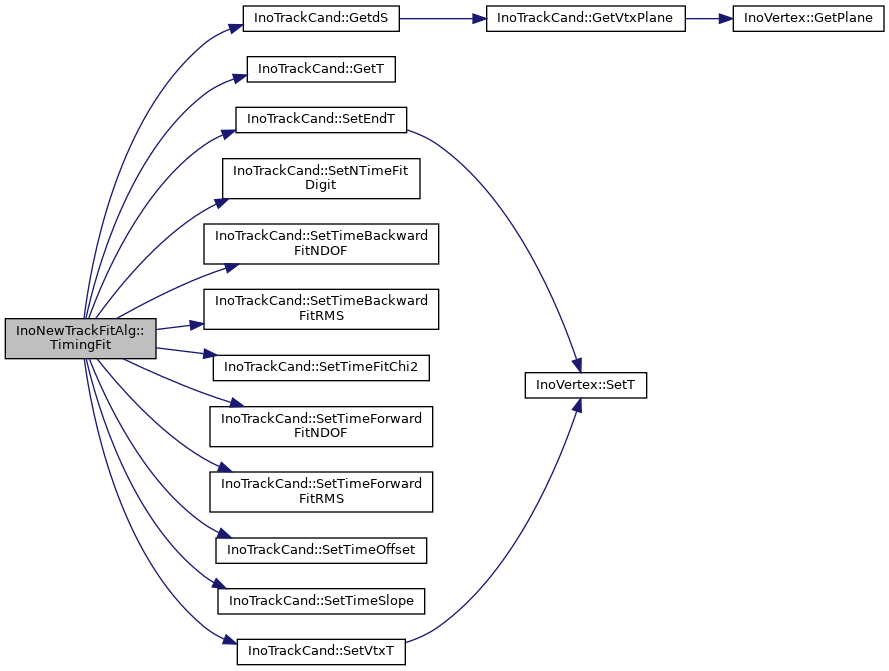 InoTrackCand::GetdS
InoTrackCand::GetVtxPlane
InoVertex::GetPlane
InoTrackCand::GetT
InoTrackCand::SetEndT
InoTrackCand::SetNTimeFit
Digit
InoTrackCand::SetTimeBackward
FitNDOF
InoTrackCand::SetTimeBackward
FitRMS
InoNewTrackFitAlg::
TimingFit
InoTrackCand::SetTimeFitChi2
InoVertex::SetT
InoTrackCand::SetTimeForward
FitNDOF
InoTrackCand::SetTimeForward
FitRMS
InoTrackCand::SetTimeOffset
InoTrackCand::SetTimeSlope
InoTrackCand::SetVtxT